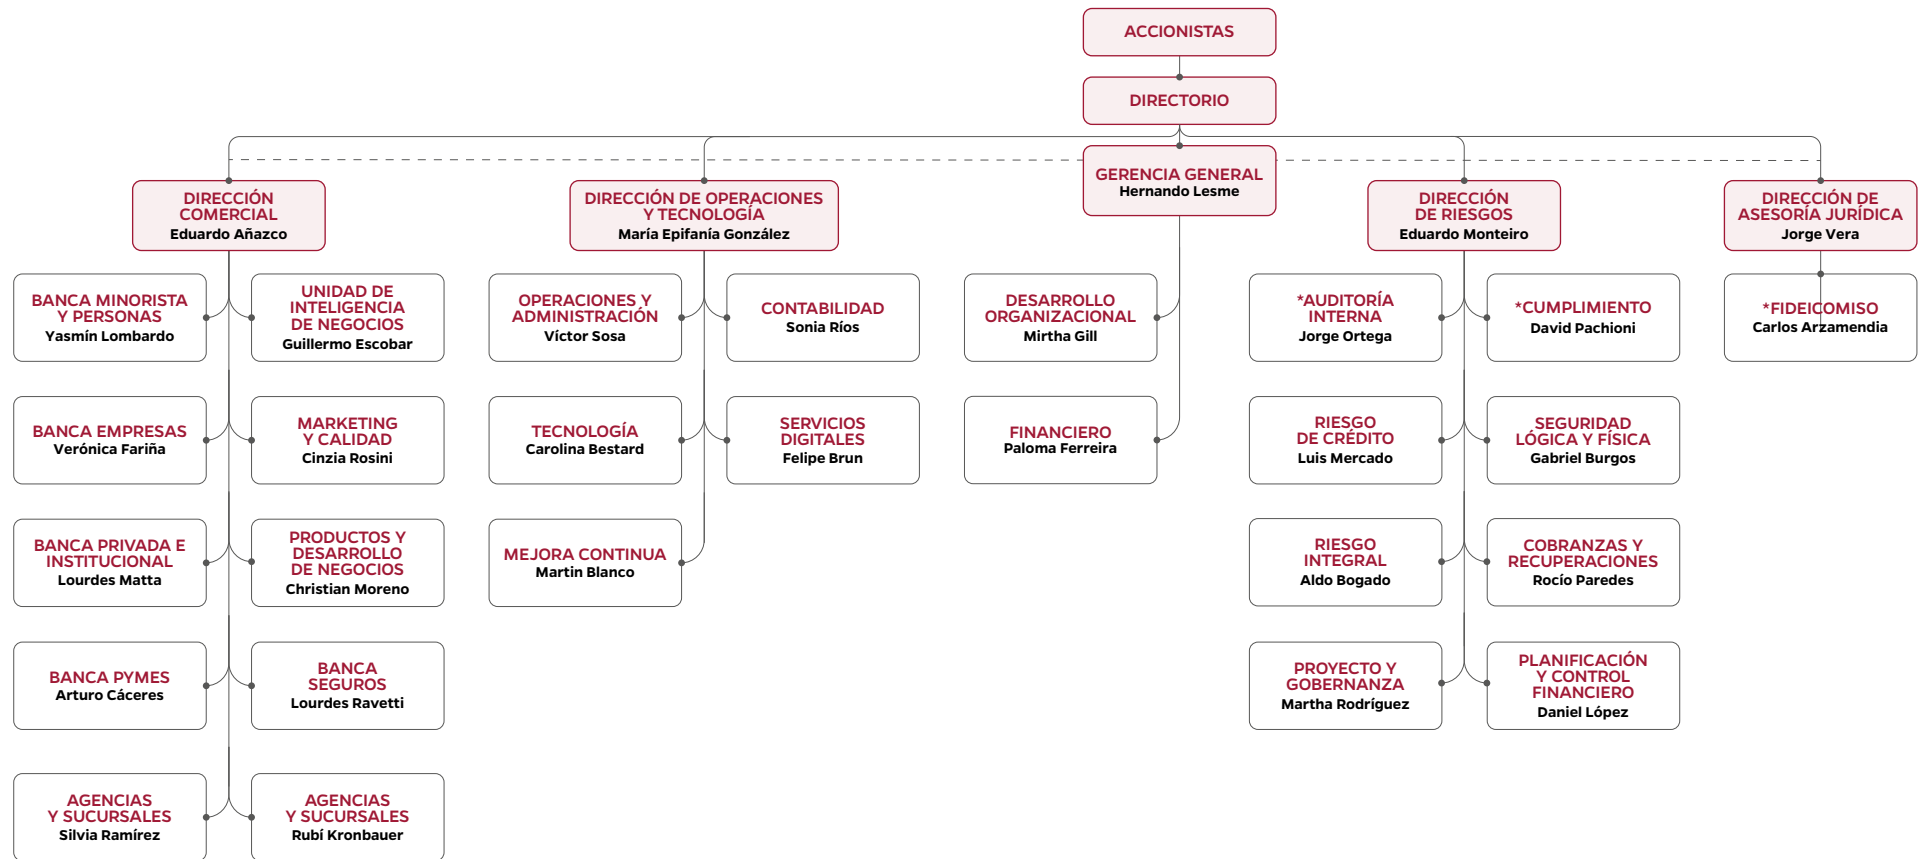 ACCIONISTAS
DIRECTORIO
GERENCIA GENERAL
Hernando Lesme
DIRECCIÓN
COMERCIAL
Eduardo Añazco
DIRECCIÓN DE OPERACIONES
Y TECNOLOGÍA
María Epifanía González
DIRECCIÓN
DE RIESGOS
Eduardo Monteiro
DIRECCIÓN DE
ASESORÍA JURÍDICA
Jorge Vera
BANCA MINORISTA
Y PERSONAS
Yasmín Lombardo
UNIDAD DE
INTELIGENCIA
DE NEGOCIOS
Guillermo Escobar
OPERACIONES Y
ADMINISTRACIÓN
Víctor Sosa
CONTABILIDAD
Sonia Ríos
DESARROLLO
ORGANIZACIONAL
Mirtha Gill
*AUDITORÍA
INTERNA
Jorge Ortega
*CUMPLIMIENTO
David Pachioni
*FIDEICOMISO
Carlos Arzamendia
BANCA EMPRESAS
Verónica Fariña
MARKETING
Y CALIDAD
Cinzia Rosini
TECNOLOGÍA
Carolina Bestard
SERVICIOS
DIGITALES
Felipe Brun
FINANCIERO
Paloma Ferreira
RIESGO
DE CRÉDITO
Luis Mercado
SEGURIDAD
LÓGICA Y FÍSICA
Gabriel Burgos
BANCA PRIVADA E
INSTITUCIONAL
Lourdes Matta
PRODUCTOS Y
DESARROLLO
DE NEGOCIOS
Christian Moreno
MEJORA CONTINUA
Martin Blanco
RIESGO
INTEGRAL
Aldo Bogado
COBRANZAS Y
RECUPERACIONES
Rocío Paredes
BANCA PYMES
Arturo Cáceres
BANCA
SEGUROS
Lourdes Ravetti
PROYECTO Y
GOBERNANZA
Martha Rodríguez
PLANIFICACIÓN
Y CONTROL
FINANCIERO
Daniel López
AGENCIAS
Y SUCURSALES
Silvia Ramírez
AGENCIAS
Y SUCURSALES
Rubí Kronbauer